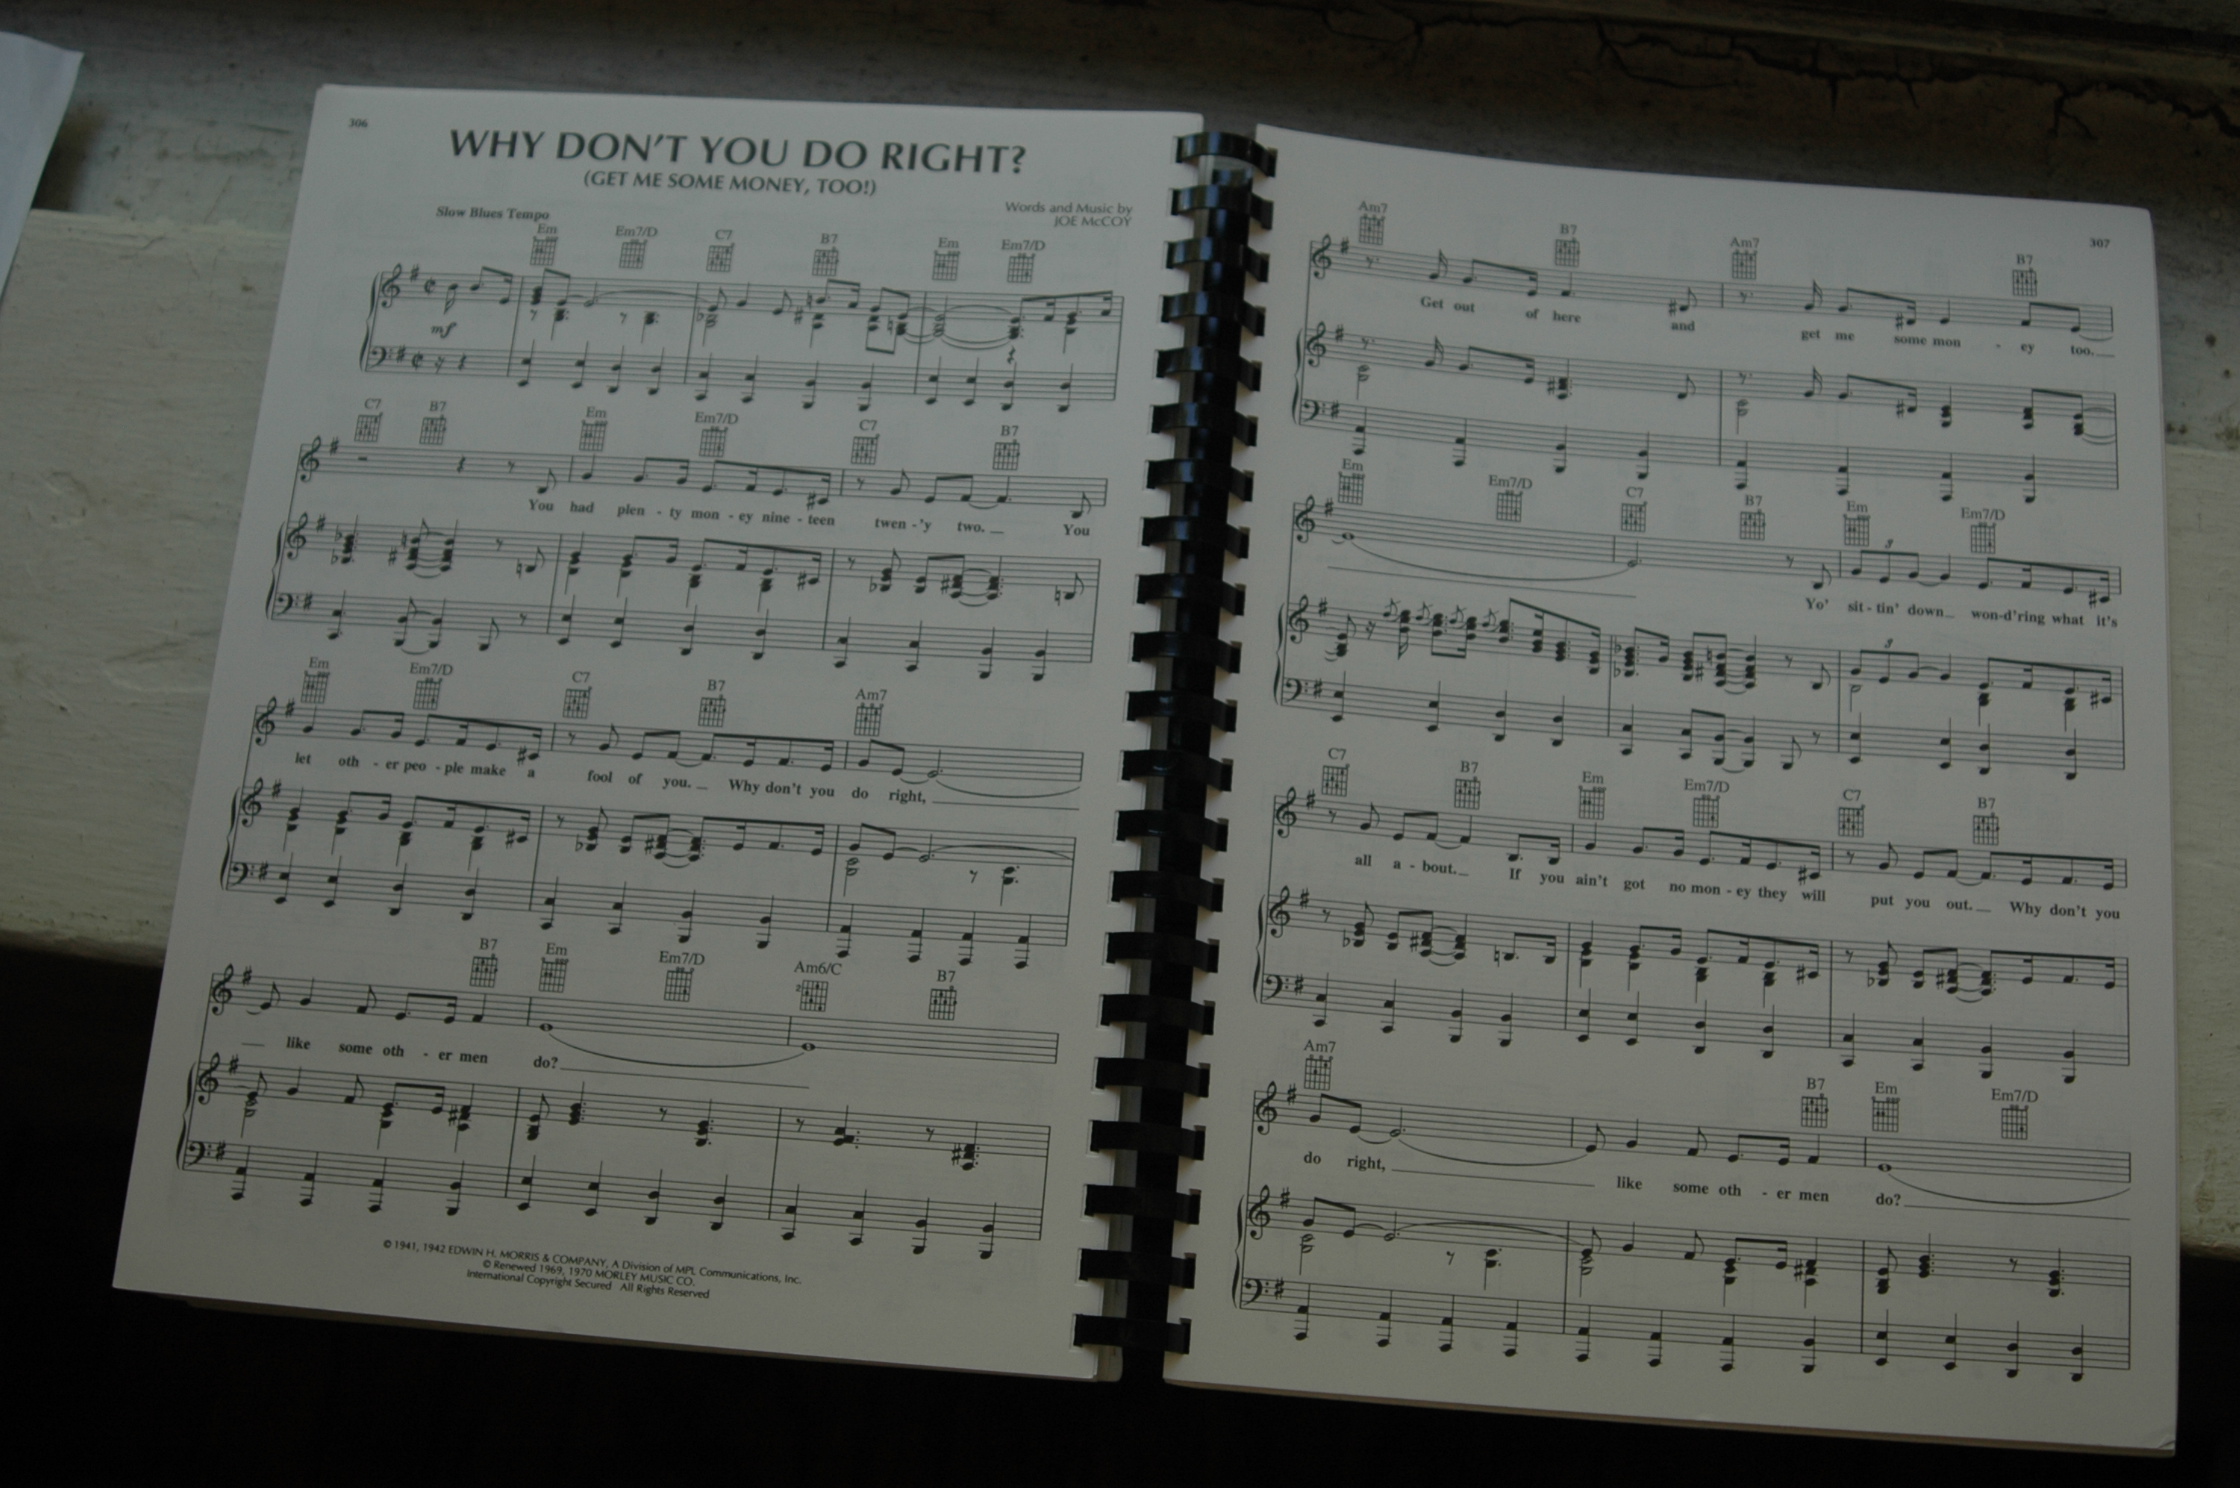 306
WHY DON'T YOU DO RIGHT?
(GET ME SOME MONEY, TOO!)
Words and Music by
JOE McCOY
Slow Blues Tempo
Em Em7/D C7 B7 Em Em7/D
mf
C7 B7 Em Em7/D C7 B7
You had plen - ty mon - ey nine - teen twen - 'y two. You
Em Em7/D C7 B7 Am7
let oth - er peo - ple make a fool of you. Why don't you do right,
B7 Em Em7/D Am6/C B7
2
like some oth - er men do?
© 1941, 1942 EDWIN H. MORRIS & COMPANY, A Division of MPL Communications, Inc.
© Renewed 1969, 1970 MORLEY MUSIC CO.
International Copyright Secured All Rights Reserved
307
Am7 B7 Am7 B7
Get out of here and get me some mon - ey too.
Em Em7/D C7 B7 Em Em7/D
3
Yo' sit - tin' down won-d'ring what it's
3
C7 B7 Em Em7/D C7 B7
all a - bout. If you ain't got no mon - ey they will put you out. Why don't you
Am7 B7 Em Em7/D
do right, like some oth - er men do?